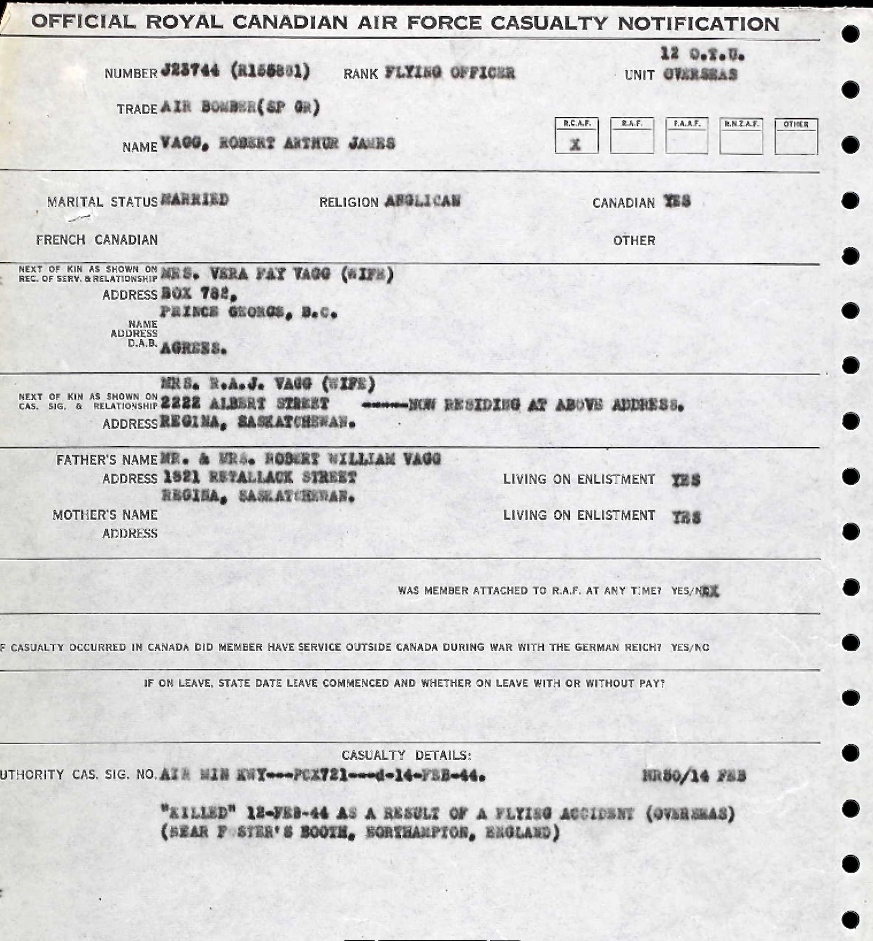 OFFICIAL ROYAL CANADIAN AIR FORCE CASUALTY NOTIFICATION
12 O.T.U.
NUMBER J23744 (R155801) RANK FLYING OFFICER UNIT OVERSEAS
TRADE AIR BOMBER(SP GR)
R.C.A.F. R.A.F. F.A.A.F. R.N.Z.A.F. OTHER
NAME VAGG, ROBERT ARTHUR JAMES X
MARITAL STATUS MARRIED RELIGION ANGLICAN CANADIAN YES
FRENCH CANADIAN OTHER
NEXT OF KIN AS SHOWN ON
REC. OF SERV. & RELATIONSHIP MRS. VERA FAY VAGG (WIFE)
ADDRESS BOX 782,
PRINCE GEORGE, B.C.
NAME
ADDRESS
D.A.B. AGREES.
MRS. R.A.J. VAGG (WIFE)
NEXT OF KIN AS SHOWN ON
CAS. SIG. & RELATIONSHIP 2222 ALBERT STREET -----NOW RESIDING AT ABOVE ADDRESS.
ADDRESS REGINA, SASKATCHEWAN.
FATHER'S NAME MR. & MRS. ROBERT WILLIAM VAGG
ADDRESS 1821 RETALLACK STREET LIVING ON ENLISTMENT YES
REGINA, SASKATCHEWAN.
MOTHER'S NAME LIVING ON ENLISTMENT YES
ADDRESS
WAS MEMBER ATTACHED TO R.A.F. AT ANY TIME? YES/
F CASUALTY OCCURRED IN CANADA DID MEMBER HAVE SERVICE OUTSIDE CANADA DURING WAR WITH THE GERMAN REICH? YES/NO
IF ON LEAVE, STATE DATE LEAVE COMMENCED AND WHETHER ON LEAVE WITH OR WITHOUT PAY?
CASUALTY DETAILS:
UTHORITY CAS. SIG. NO. AIR MIN KWY---PCX721---d-14-FEB-44. /14 FEB
"KILLED" 12-FEB-44 AS A RESULT OF A FLYING ACCIDENT (OVERSEAS)
(NEAR F STER'S BOOTH, NORTHAMPTON, ENGLAND)